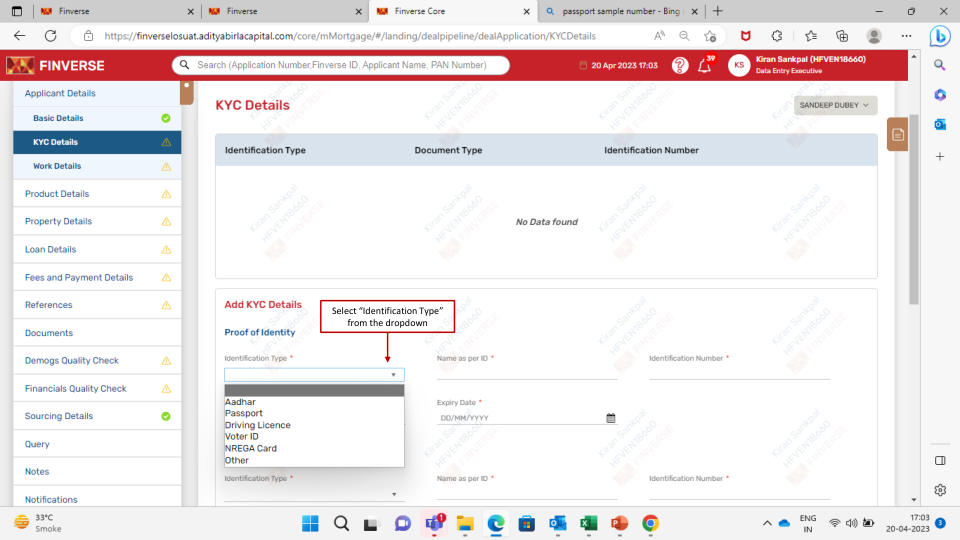 Finverse
Finverse
Finverse Core
passport sample number - Bing
https://finverselosuat.adityabirlacapital.com/core/mMortgage/#/landing/dealpipeline/dealApplication/KYCDetails
FINVERSE
Search (Application Number,Finverse ID, Applicant Name, PAN Number)
20 Apr 2023 17:03
?
39
KS
Kiran Sankpal (HFVEN18660)
Data Entry Executive
Applicant Details
Basic Details
KYC Details
Work Details
Product Details
Property Details
Loan Details
Fees and Payment Details
References
Documents
Demogs Quality Check
Financials Quality Check
Sourcing Details
Query
Notes
Notifications
KYC Details
SANDEEP DUBEY
Identification Type Document Type Identification Number
No Data found
Add KYC Details
Select “Identification Type”
from the dropdown
Proof of Identity
Identification Type * Name as per ID * Identification Number *
Aadhar
Passport
Driving Licence
Voter ID
NREGA Card
Other
Expiry Date *
DD/MM/YYYY
Identification Type * Name as per ID * Identification Number *
Kiran Sankpal
HFVEN18660
FINVERSE
33°C
Smoke
1
ENG
IN
17:03
20-04-2023
3